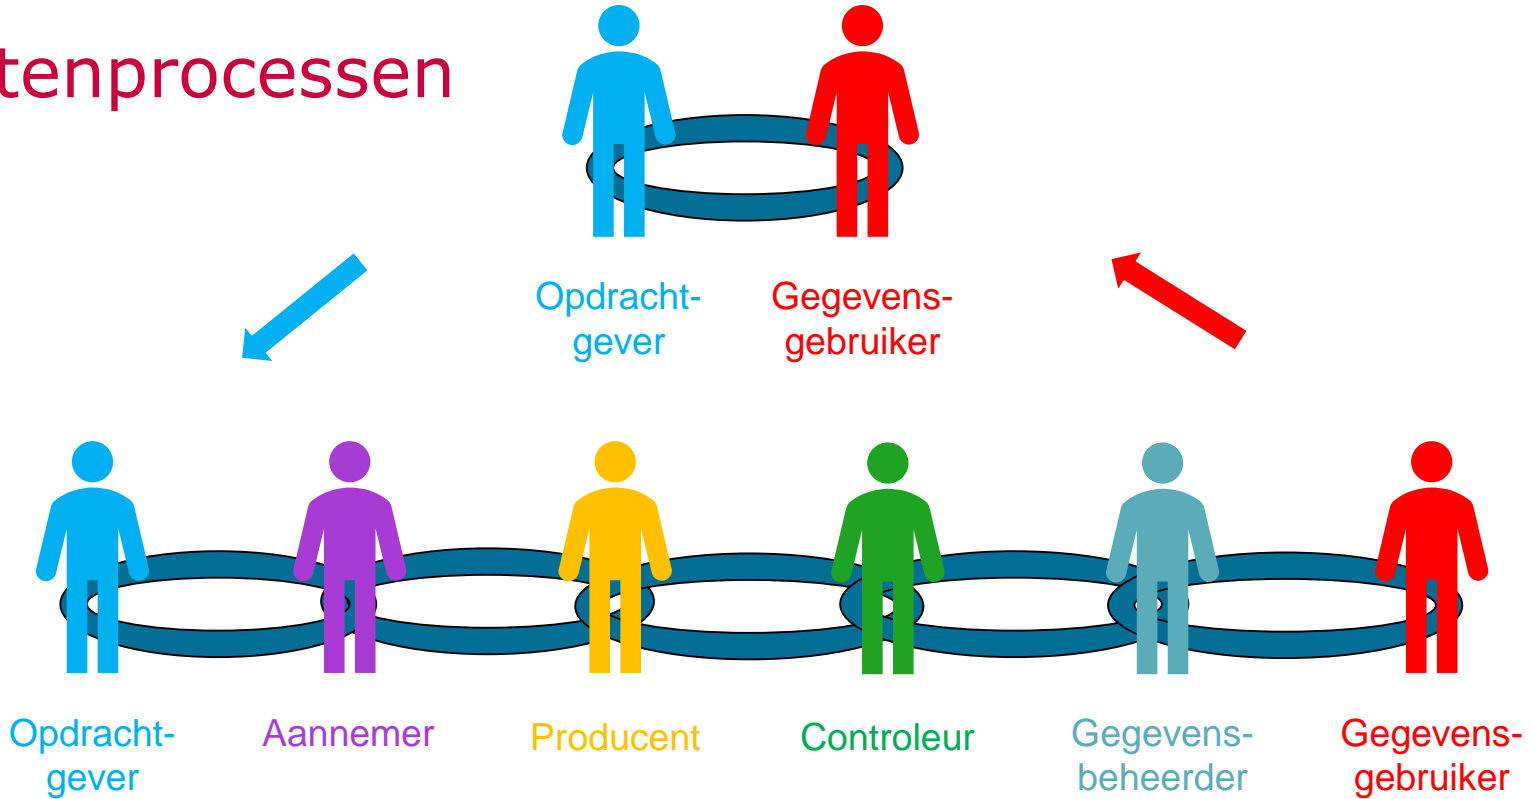 tenprocessen
Opdracht-
gever
Gegevens-
gebruiker
Opdracht-
gever
Aannemer
Producent
Controleur
Gegevens-
beheerder
Gegevens-
gebruiker